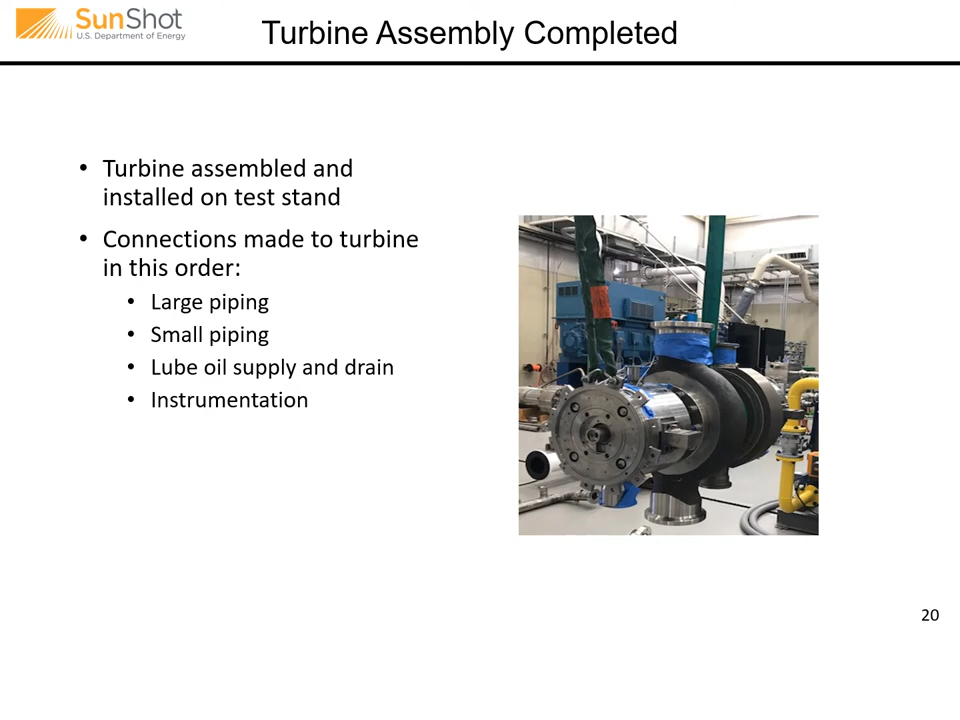 SunShot
U.S. Department of Energy
Turbine Assembly Completed
• Turbine assembled and
installed on test stand
• Connections made to turbine
in this order:
• Large piping
• Small piping
• Lube oil supply and drain
• Instrumentation
20